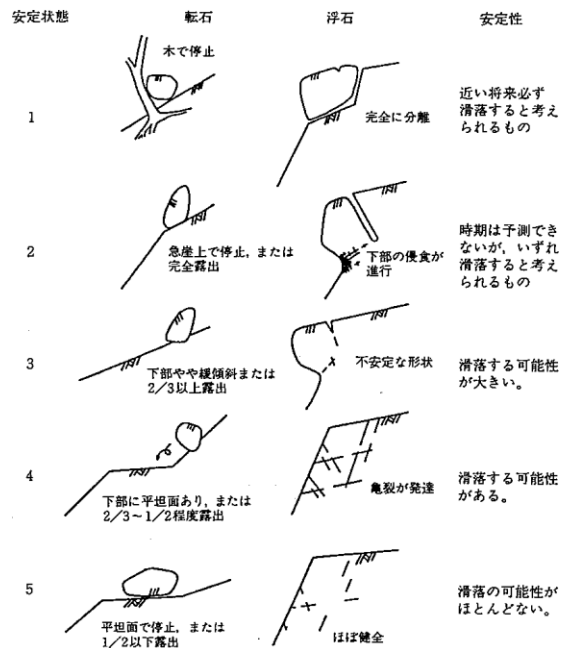 安定状態 転石 浮石 安定性
木で停止
1
完全に分離
近い将来必ず
滑落すると考え
られるもの
2
急崖上で停止，または
完全露出
下部の侵食が
進行
時期は予測でき
ないが，いずれ
滑落すると考え
られるもの
3
下部やや緩傾斜または
2/3以上露出
不安定な形状
滑落する可能性
が大きい。
4
下部に平坦面あり，または
2/3～1/2程度露出
亀裂が発達
滑落する可能性
がある。
5
平坦面で停止，または
1/2以下露出
ほぼ健全
滑落の可能性が
ほとんどない。